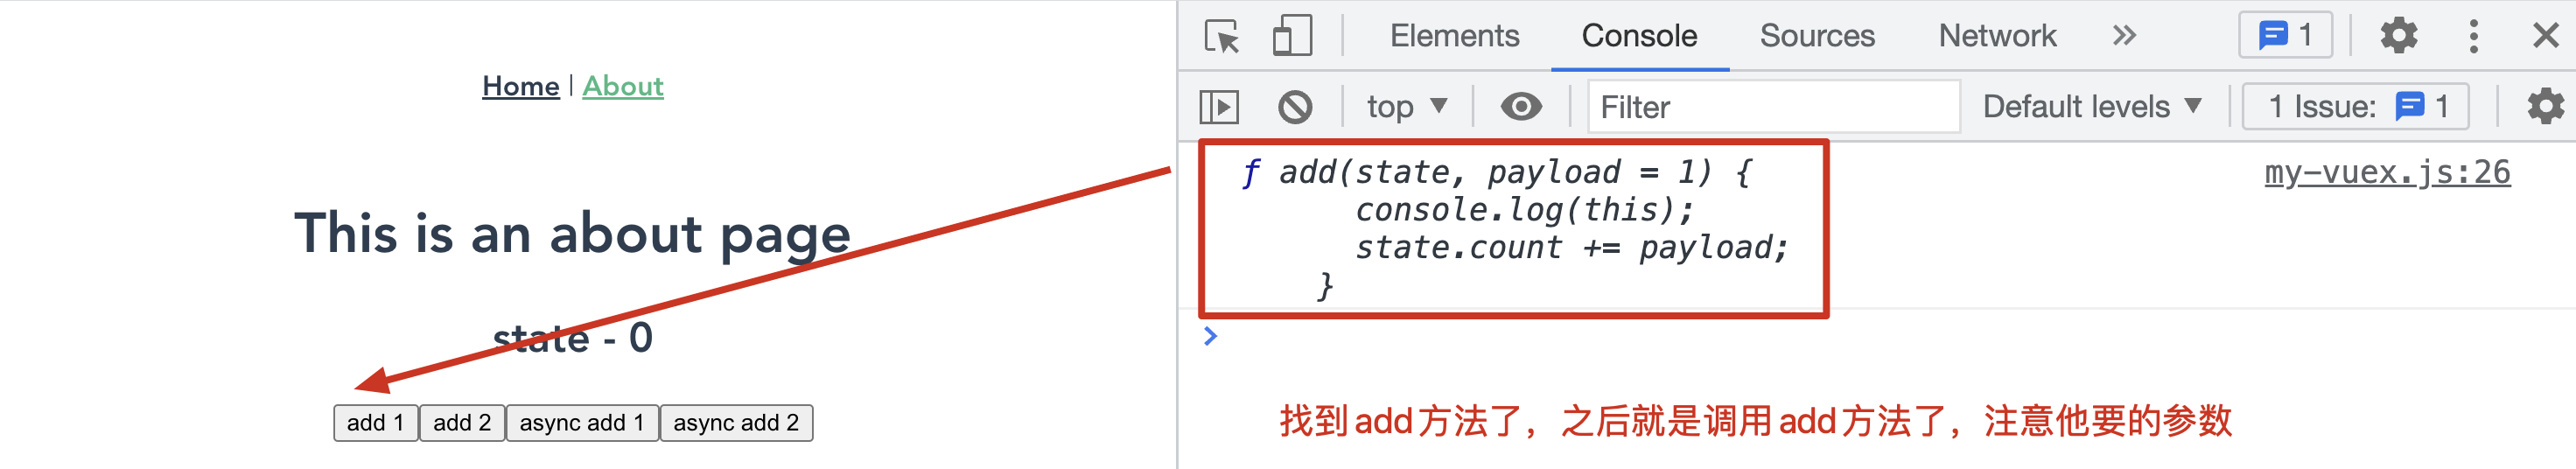 Home | About
This is an about page
state - 0
add 1 add 2 async add 1 async add 2
Elements Console Sources Network » 1
top ▼ Filter Default levels ▼ 1 Issue: 1
ƒ add(state, payload = 1) { my-vuex.js:26
console.log(this);
state.count += payload;
}
>
找到add方法了，之后就是调用add方法了，注意他要的参数